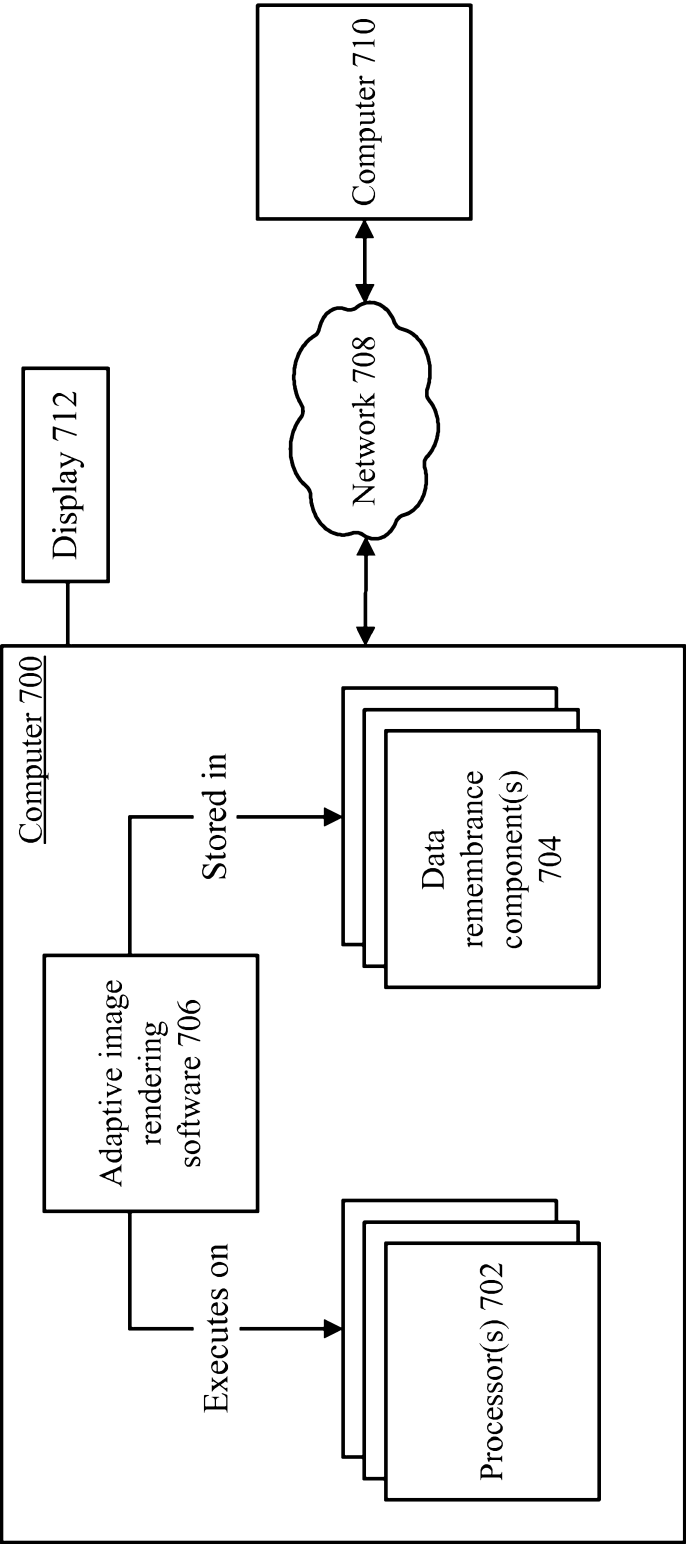 Computer 700
Adaptive image
rendering
software 706
Executes on
Stored in
Processor(s) 702
Data
remembrance
component(s)
704
Display 712
Network 708
Computer 710